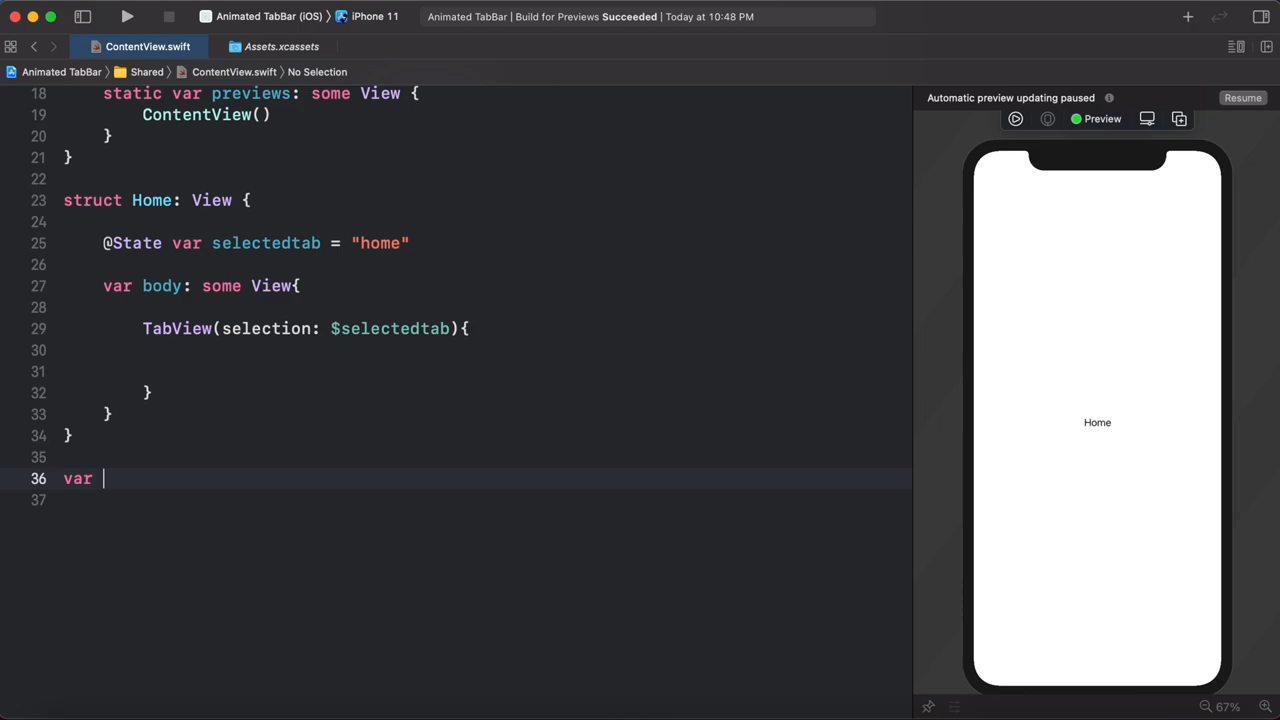 Animated TabBar (iOS) 〉 iPhone 11
Animated TabBar | Build for Previews Succeeded | Today at 10:48 PM
ContentView.swift
Assets.xcassets
Animated TabBar 〉 Shared 〉 ContentView.swift 〉 No Selection
18 static var previews: some View {
19 ContentView()
20 }
21 }
22
23 struct Home: View {
24
25 @State var selectedtab = "home"
26
27 var body: some View{
28
29 TabView(selection: $selectedtab){
30
31
32 }
33 }
34 }
35
36 var
37
Automatic preview updating paused
Resume
Preview
Home
67%